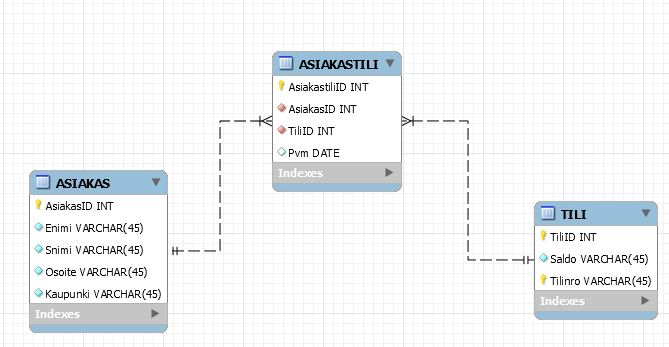 ASIAKASTILI
AsiakastiliID INT
AsiakasID INT
TiliID INT
Pvm DATE
Indexes
ASIAKAS
AsiakasID INT
Enimi VARCHAR(45)
Snimi VARCHAR(45)
Osoite VARCHAR(45)
Kaupunki VARCHAR(45)
Indexes
TILI
TiliID INT
Saldo VARCHAR(45)
Tilinro VARCHAR(45)
Indexes